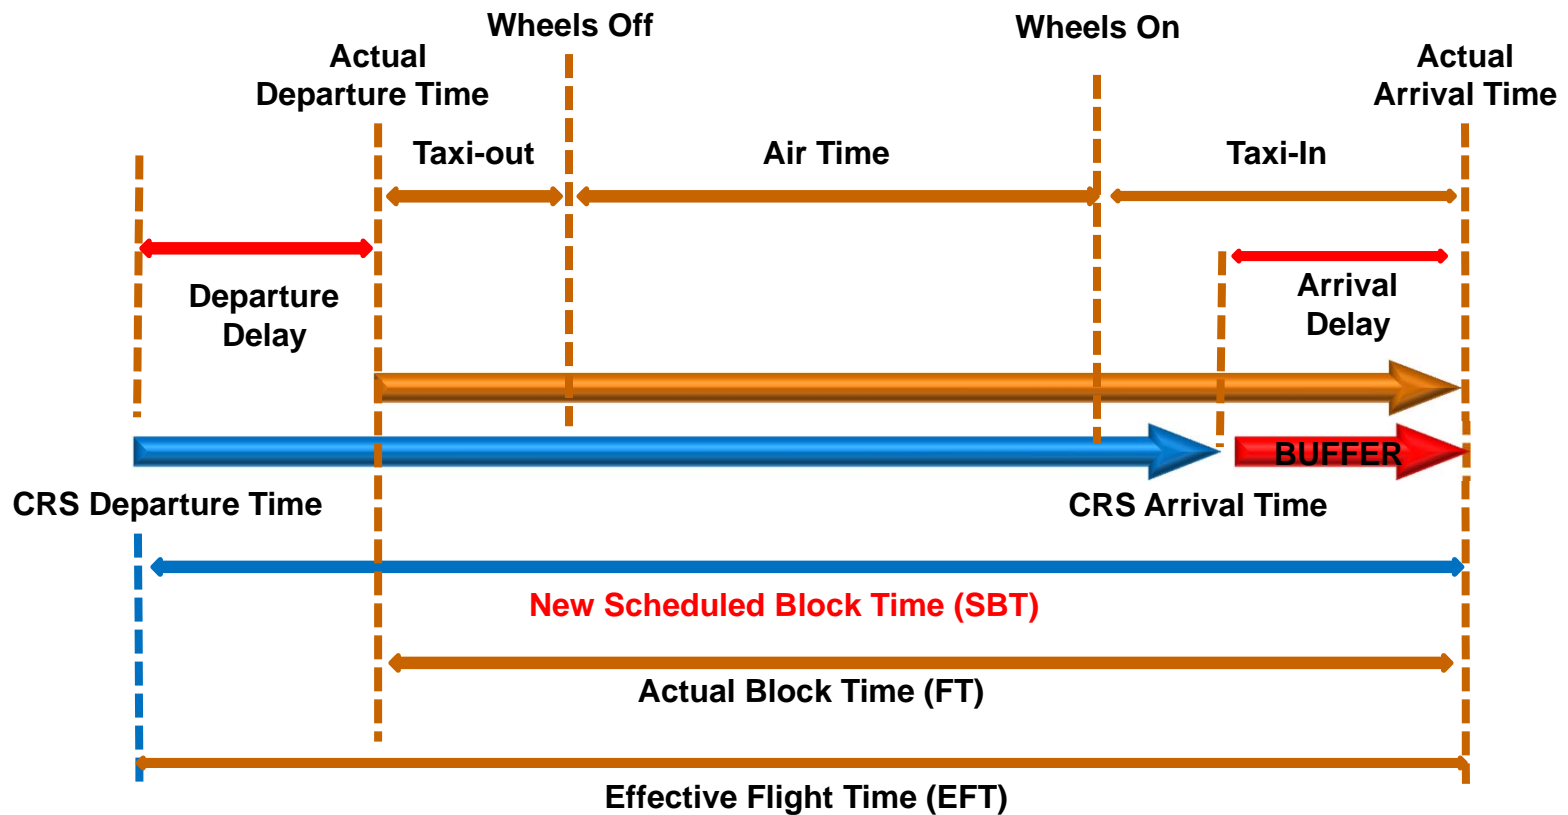 Wheels Off
Wheels On
Actual
Departure Time
Actual
Arrival Time
Taxi-out
Air Time
Taxi-In
Departure
Delay
Arrival
Delay
BUFFER
CRS Departure Time
CRS Arrival Time
New Scheduled Block Time (SBT)
Actual Block Time (FT)
Effective Flight Time (EFT)